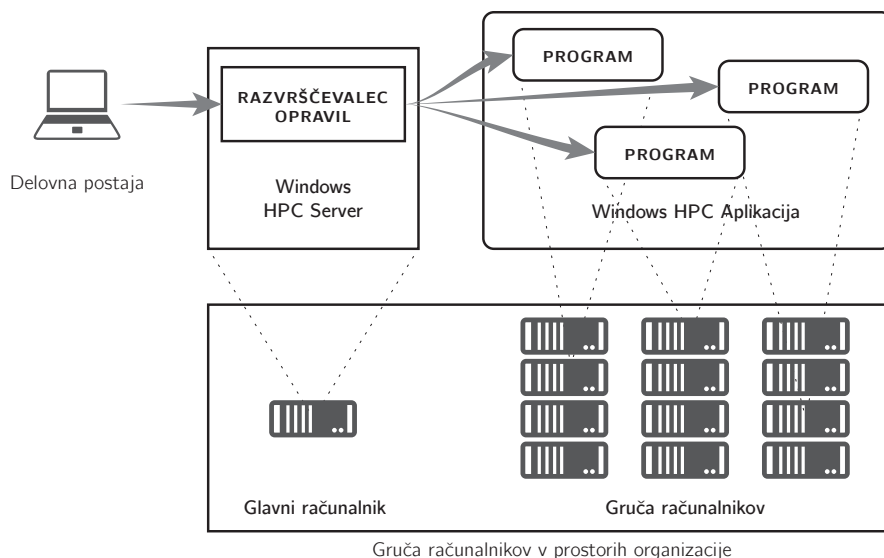 PROGRAM
PROGRAM
RAZVRŠČEVALEC
OPRAVIL
PROGRAM
Delovna postaja
Windows
HPC Server
Windows HPC Aplikacija
Glavni računalnik
Gruča računalnikov
Gruča računalnikov v prostorih organizacije